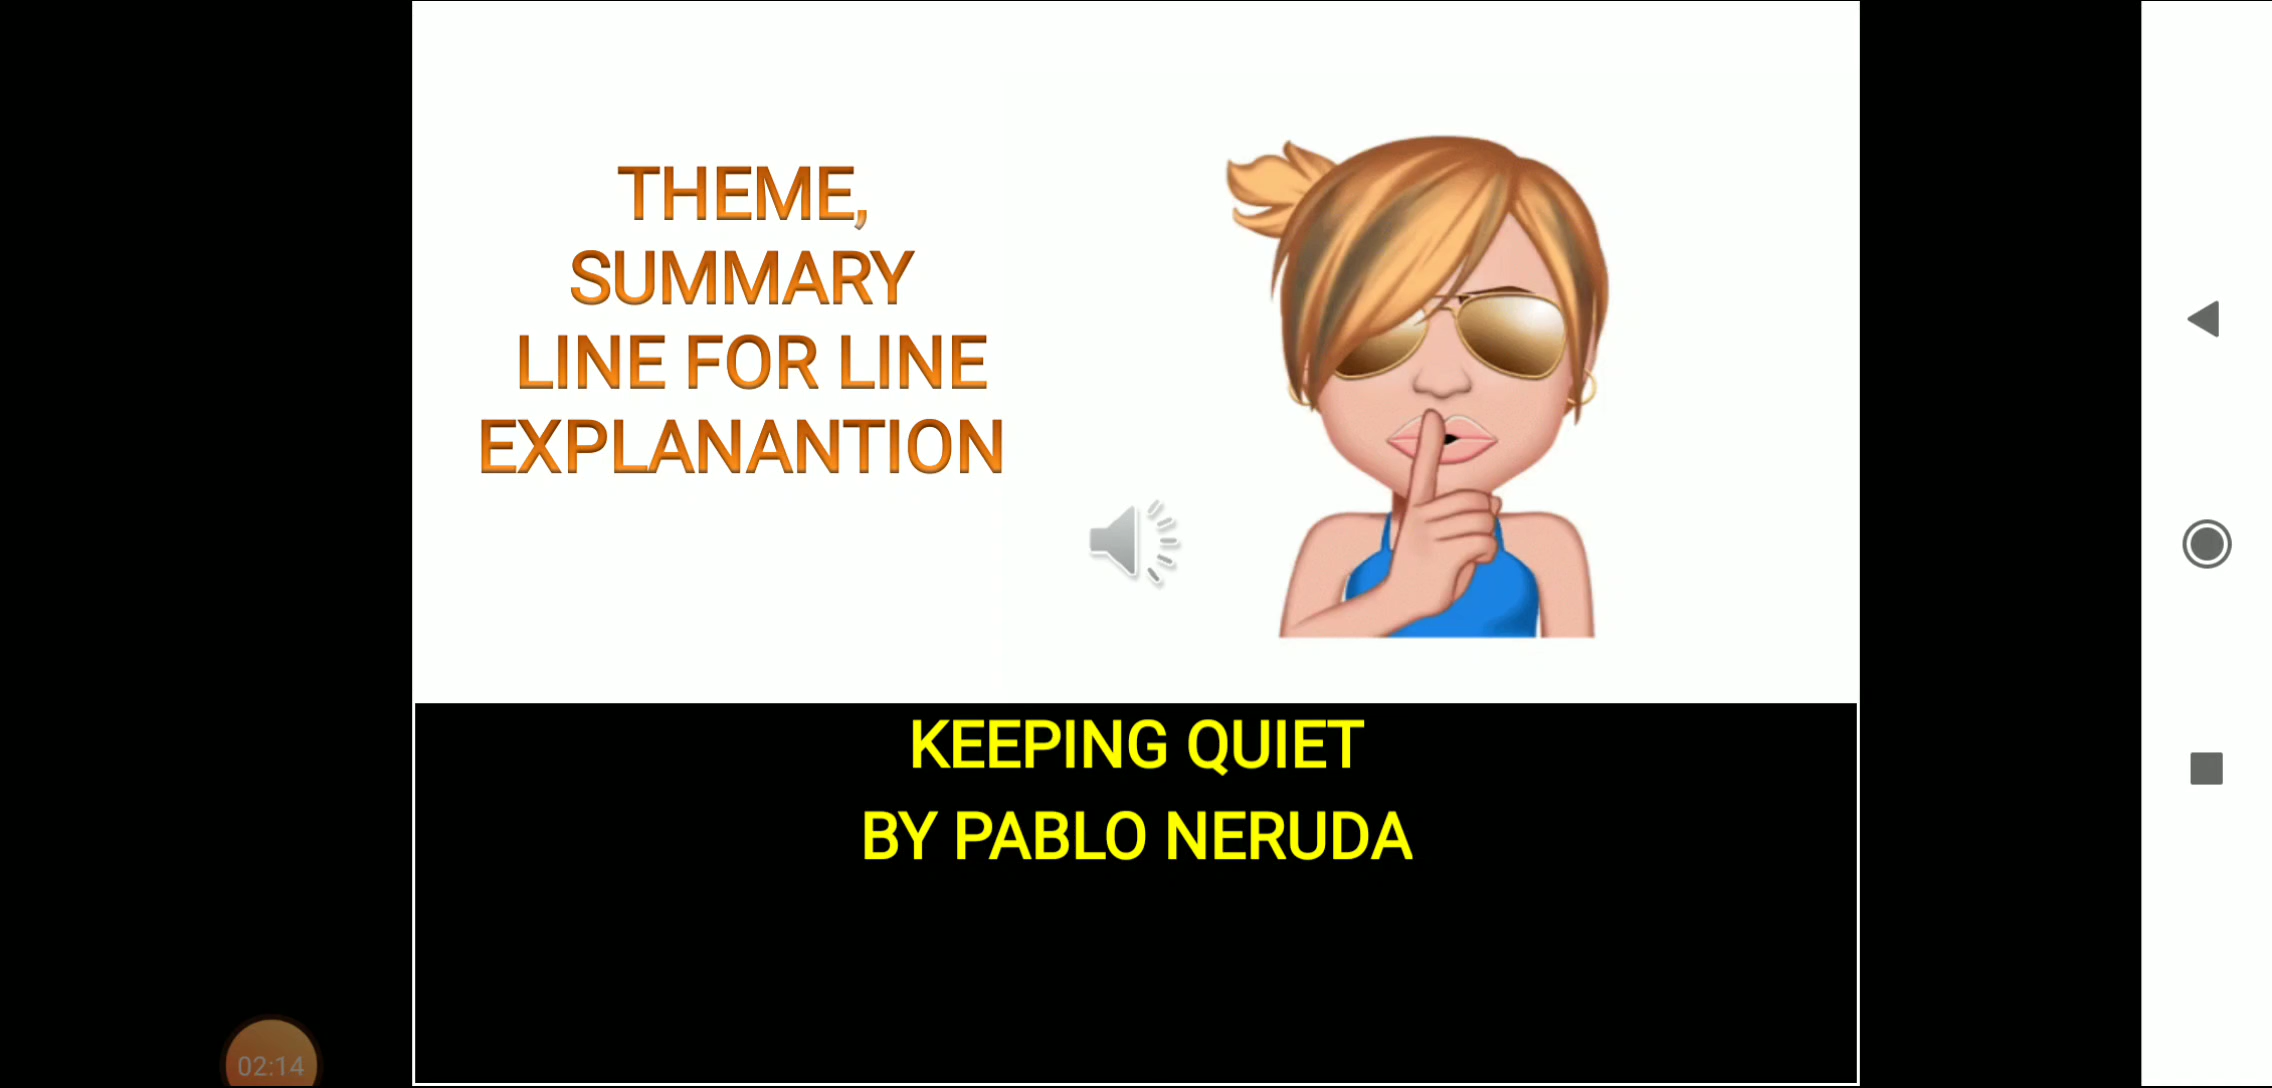 THEME,
SUMMARY
LINE FOR LINE
EXPLANANTION
KEEPING QUIET
BY PABLO NERUDA
02:14